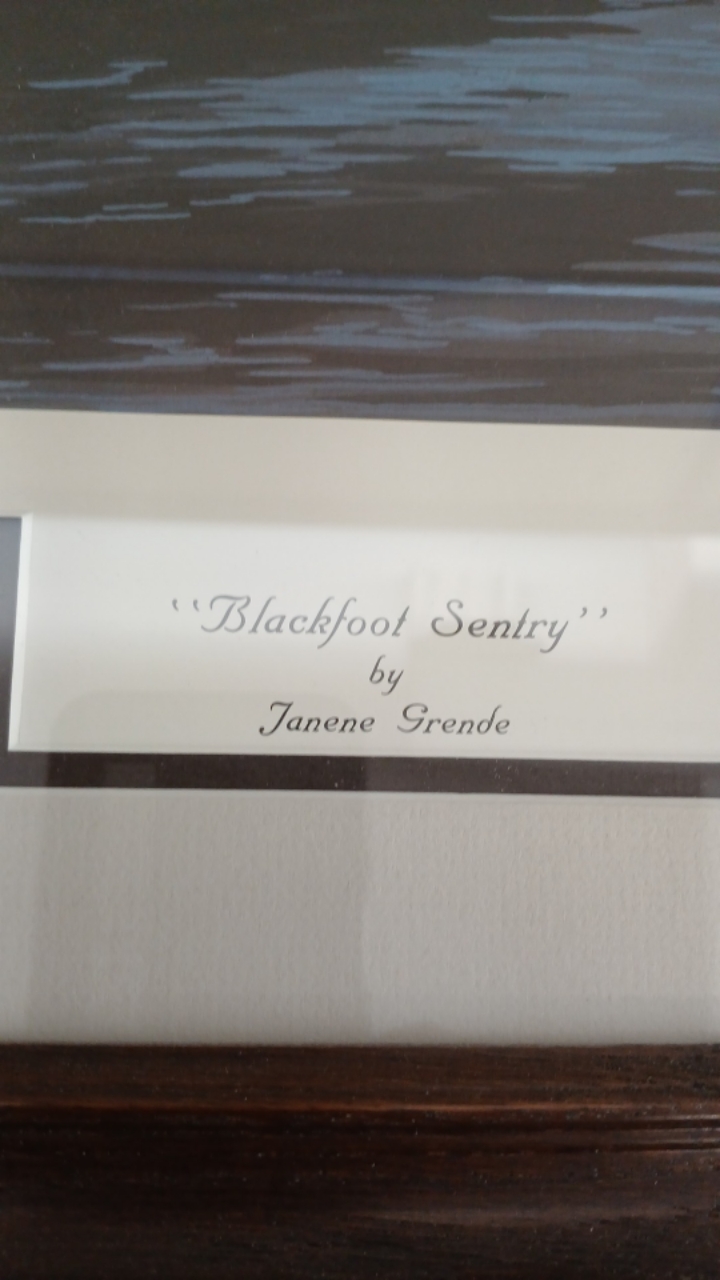 ‘‘Blackfoot Sentry’’
by
Janene Grende